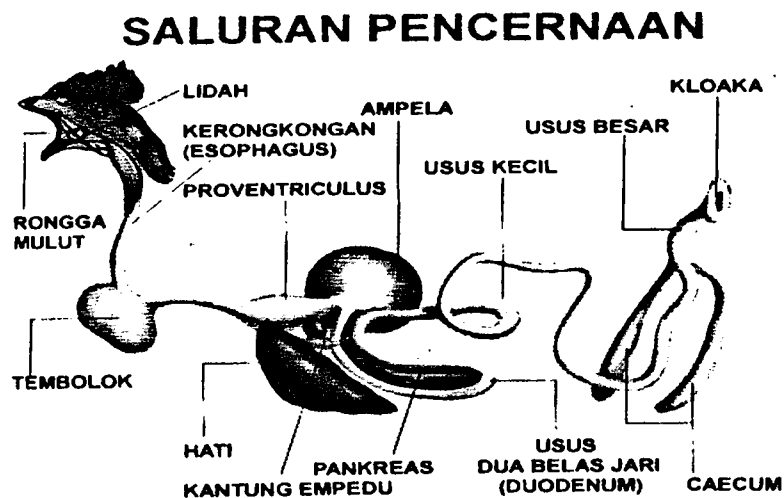 SALURAN PENCERNAAN
LIDAH
KERONGKONGAN
(ESOPHAGUS)
PROVENTRICULUS
AMPELA
USUS KECIL
USUS BESAR
KLOAKA
RONGGA
MULUT
TEMBOLOK
HATI
KANTUNG EMPEDU
PANKREAS
USUS
DUA BELAS JARI
(DUODENUM)
CAECUM